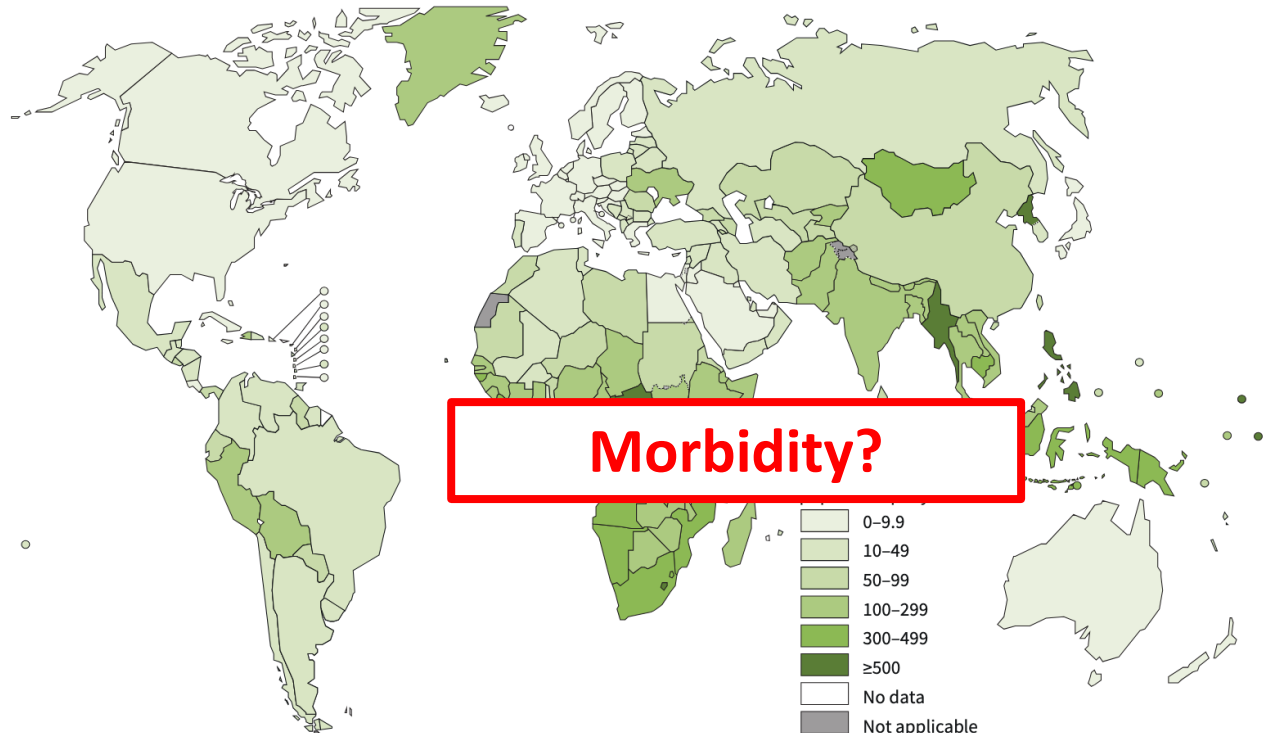 Morbidity?
0–9.9
10–49
50–99
100–299
300–499
≥500
No data
Not applicable